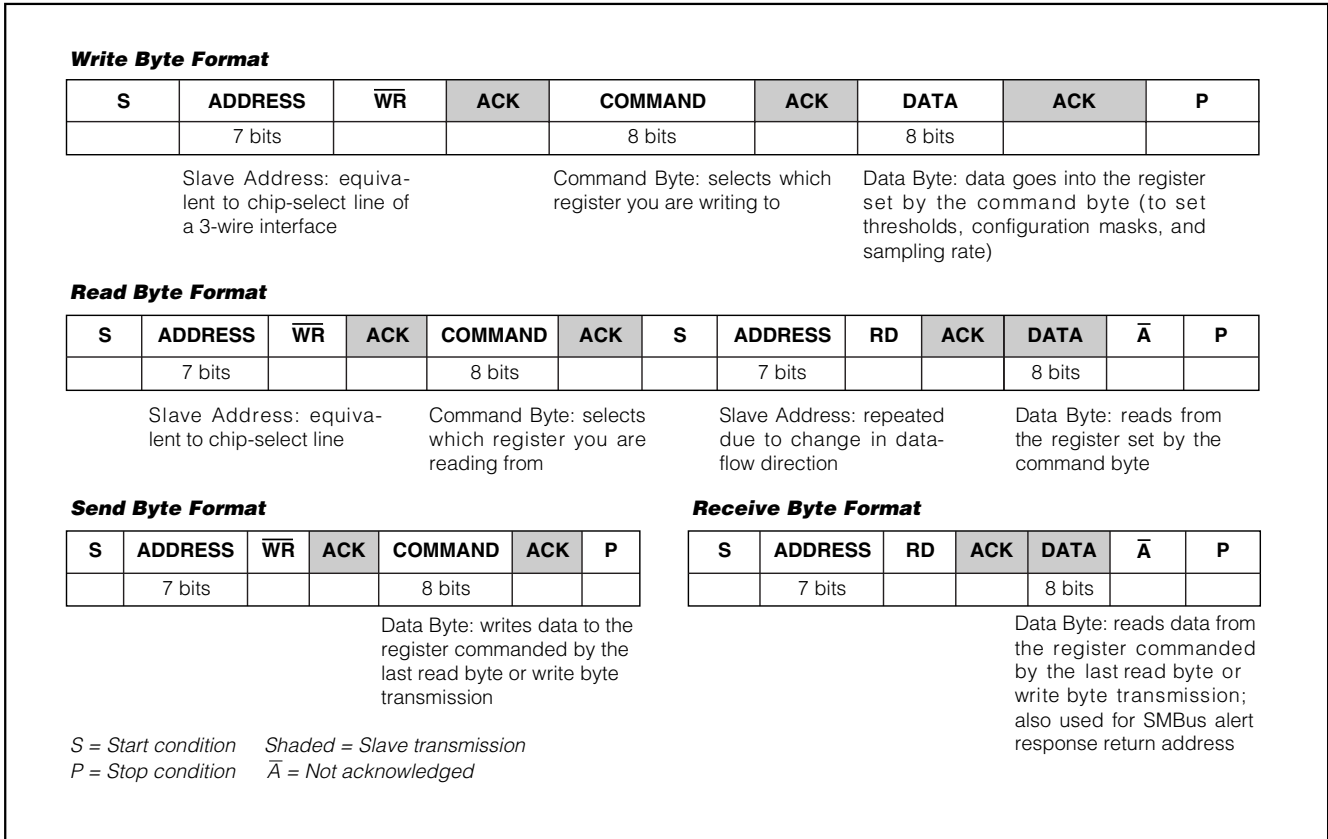 Write Byte Format
S ADDRESS W̅R̅ ACK COMMAND ACK DATA ACK P
7 bits 8 bits 8 bits
Slave Address: equiva-
lent to chip-select line of
a 3-wire interface
Command Byte: selects which
register you are writing to
Data Byte: data goes into the register
set by the command byte (to set
thresholds, configuration masks, and
sampling rate)
Read Byte Format
S ADDRESS W̅R̅ ACK COMMAND ACK S ADDRESS RD ACK DATA A̅ P
7 bits 8 bits 7 bits 8 bits
Slave Address: equiva-
lent to chip-select line
Command Byte: selects
which register you are
reading from
Slave Address: repeated
due to change in data-
flow direction
Data Byte: reads from
the register set by the
command byte
Send Byte Format
S ADDRESS W̅R̅ ACK COMMAND ACK P
7 bits 8 bits
Data Byte: writes data to the
register commanded by the
last read byte or write byte
transmission
Receive Byte Format
S ADDRESS RD ACK DATA A̅ P
7 bits 8 bits
Data Byte: reads data from
the register commanded
by the last read byte or
write byte transmission;
also used for SMBus alert
response return address
S = Start condition Shaded = Slave transmission
P = Stop condition A̅ = Not acknowledged